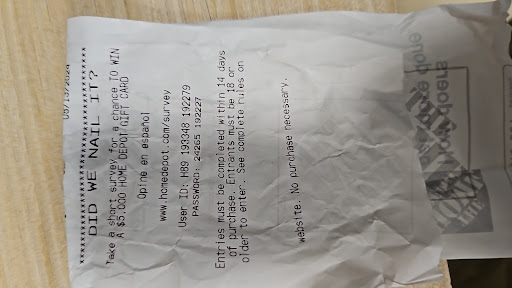 DID WE NAIL IT?
Take a short survey for a chance TO WIN
A $5,000 HOME DEPOT GIFT CARD
Opine en español
www.homedepot.com/survey
User ID: H89 193348 192279
PASSWORD: 24265 192227
Entries must be completed within 14 days
of purchase. Entrants must be 18 or
older to enter. See complete rules on
website. No purchase necessary.